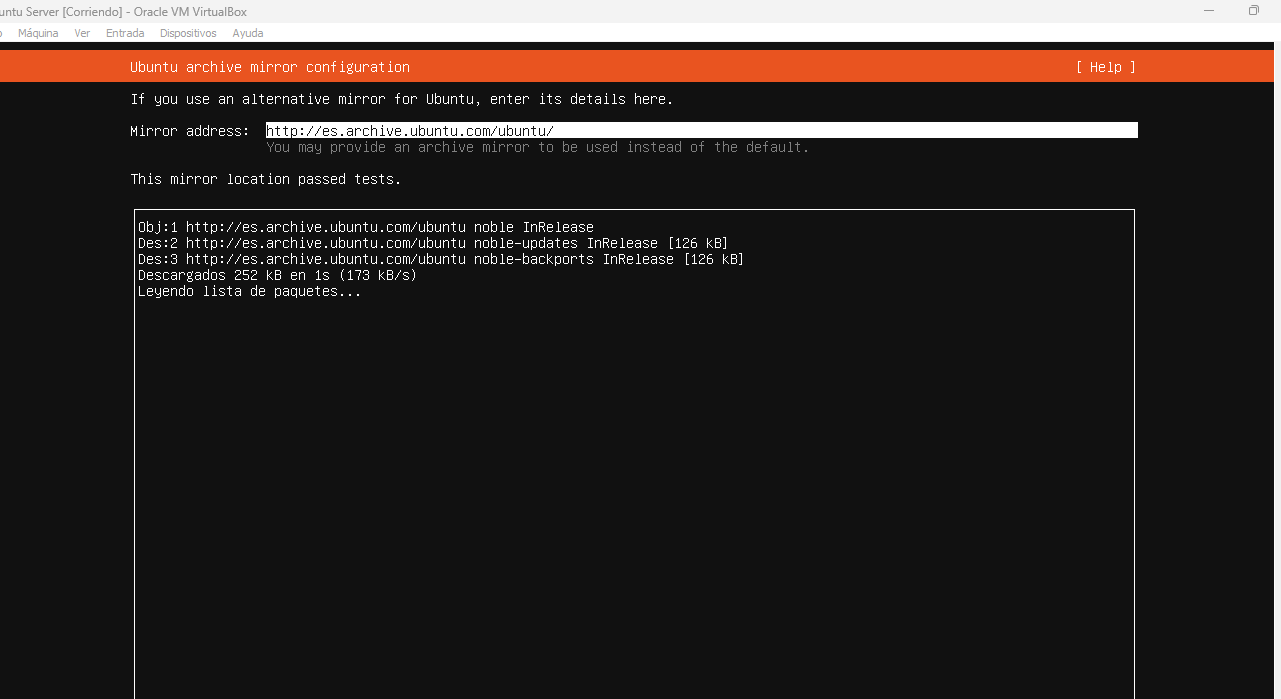 untu Server [Corriendo] - Oracle VM VirtualBox
Máquina Ver Entrada Dispositivos Ayuda
Ubuntu archive mirror configuration [ Help ]
If you use an alternative mirror for Ubuntu, enter its details here.
Mirror address: http://es.archive.ubuntu.com/ubuntu/
You may provide an archive mirror to be used instead of the default.
This mirror location passed tests.
Obj:1 http://es.archive.ubuntu.com/ubuntu noble InRelease
Des:2 http://es.archive.ubuntu.com/ubuntu noble-updates InRelease [126 kB]
Des:3 http://es.archive.ubuntu.com/ubuntu noble-backports InRelease [126 kB]
Descargados 252 kB en 1s (173 kB/s)
Leyendo lista de paquetes...